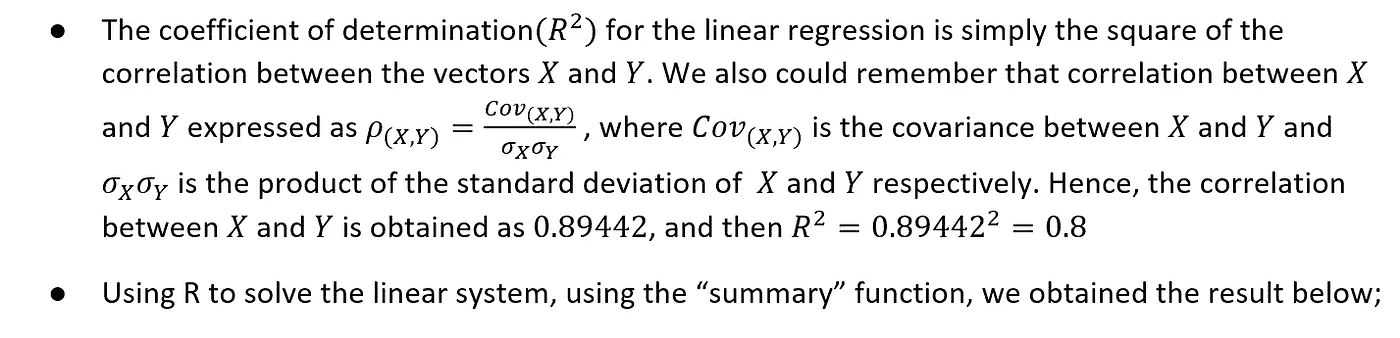 ● The coefficient of determination(R²) for the linear regression is simply the square of the
correlation between the vectors X and Y. We also could remember that correlation between X
and Y expressed as ρ(X,Y) = Cov(X,Y) / σXσY , where Cov(X,Y) is the covariance between X and Y and
σXσY is the product of the standard deviation of X and Y respectively. Hence, the correlation
between X and Y is obtained as 0.89442, and then R² = 0.89442² = 0.8
● Using R to solve the linear system, using the “summary” function, we obtained the result below;